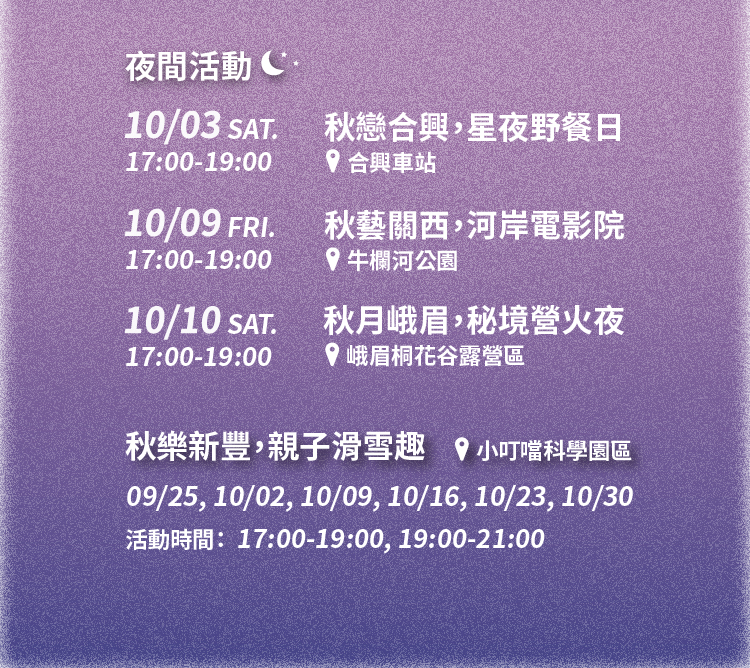 夜間活動
10/03 SAT. 秋戀合興，星夜野餐日
17:00-19:00 合興車站
10/09 FRI. 秋藝關西，河岸電影院
17:00-19:00 牛欄河公園
10/10 SAT. 秋月峨眉，秘境營火夜
17:00-19:00 峨眉桐花谷露營區
秋樂新豐，親子滑雪趣 小叮噹科學園區
09/25, 10/02, 10/09, 10/16, 10/23, 10/30
活動時間：17:00-19:00, 19:00-21:00